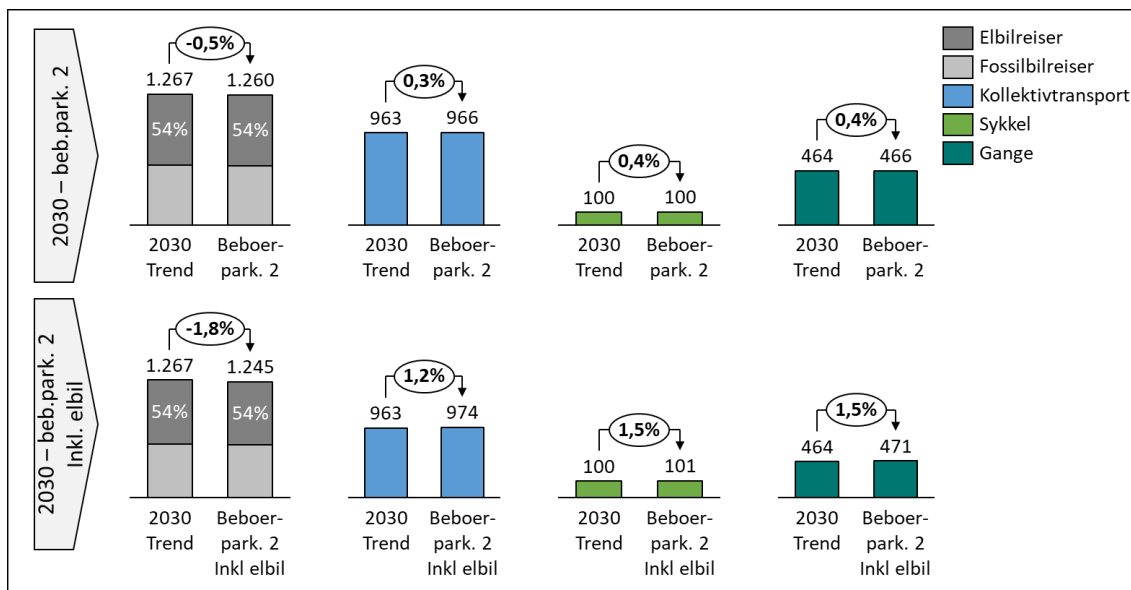 2030 – beb.park. 2
-0,5%
1.267
1.260
54%
54%
2030
Trend
Beboer-
park. 2
0,3%
963
966
2030
Trend
Beboer-
park. 2
0,4%
100
100
2030
Trend
Beboer-
park. 2
0,4%
464
466
2030
Trend
Beboer-
park. 2
Elbilreiser
Fossilbilreiser
Kollektivtransport
Sykkel
Gange
2030 – beb.park. 2
Inkl. elbil
-1,8%
1.267
1.245
54%
54%
2030
Trend
Beboer-
park. 2
Inkl elbil
1,2%
963
974
2030
Trend
Beboer-
park. 2
Inkl elbil
1,5%
100
101
2030
Trend
Beboer-
park. 2
Inkl elbil
1,5%
464
471
2030
Trend
Beboer-
park. 2
Inkl elbil